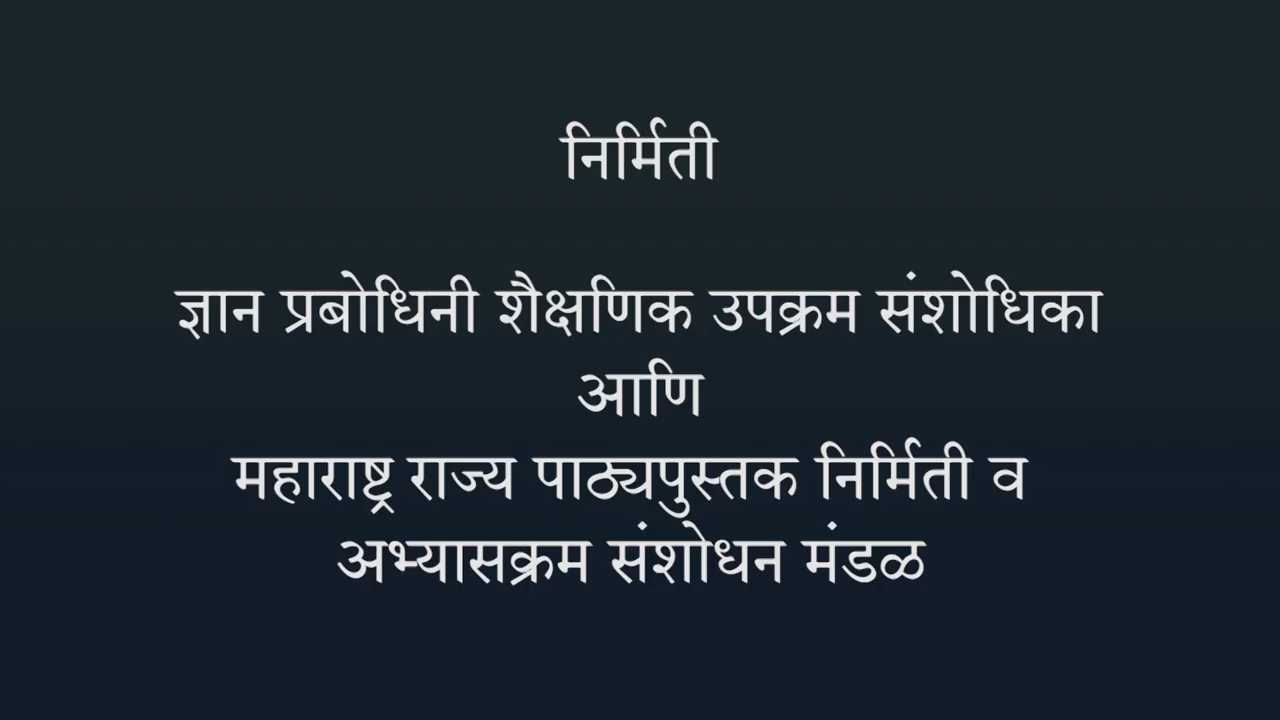 निर्मिती
ज्ञान प्रबोधिनी शैक्षणिक उपक्रम संशोधिका
आणि
महाराष्ट्र राज्य पाठ्यपुस्तक निर्मिती व
अभ्यासक्रम संशोधन मंडळ